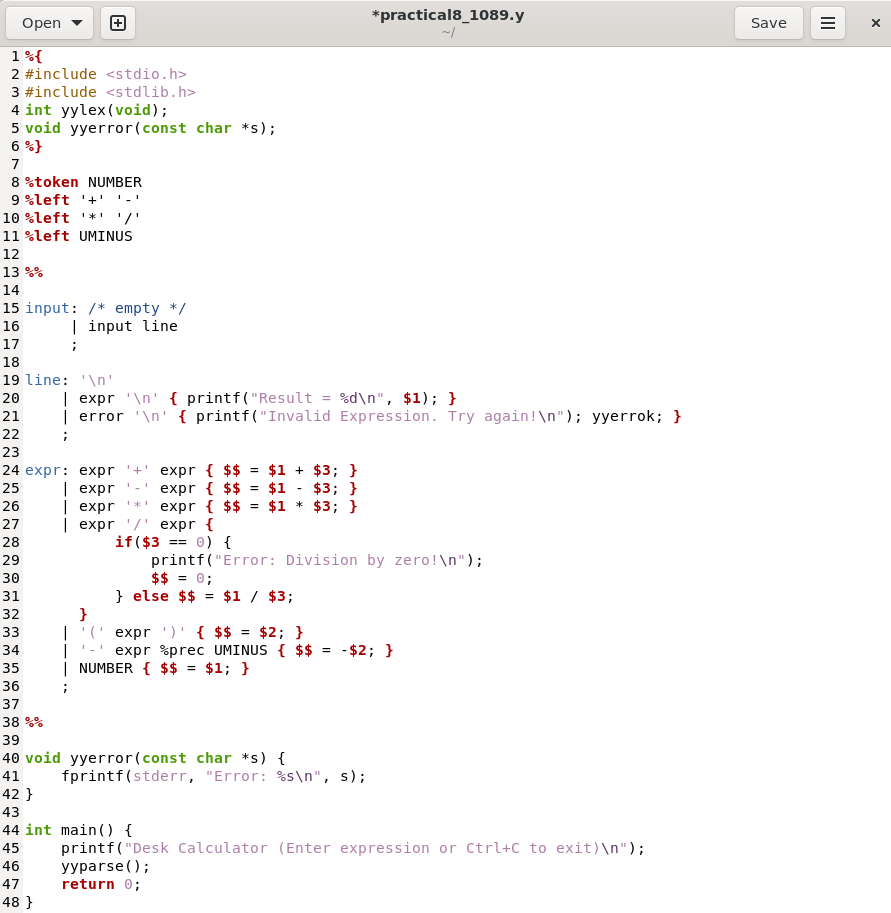 Open
*practical8_1089.y
~/
Save
1 %{
2 #include <stdio.h>
3 #include <stdlib.h>
4 int yylex(void);
5 void yyerror(const char *s);
6 %}
7
8 %token NUMBER
9 %left '+' '-'
10 %left '*' '/'
11 %left UMINUS
12
13 %%
14
15 input: /* empty */
16      | input line
17      ;
18
19 line: '\n'
20     | expr '\n' { printf("Result = %d\n", $1); }
21     | error '\n' { printf("Invalid Expression. Try again!\n"); yyerrok; }
22     ;
23
24 expr: expr '+' expr { $$ = $1 + $3; }
25     | expr '-' expr { $$ = $1 - $3; }
26     | expr '*' expr { $$ = $1 * $3; }
27     | expr '/' expr {
28           if($3 == 0) {
29               printf("Error: Division by zero!\n");
30               $$ = 0;
31           } else $$ = $1 / $3;
32       }
33     | '(' expr ')' { $$ = $2; }
34     | '-' expr %prec UMINUS { $$ = -$2; }
35     | NUMBER { $$ = $1; }
36     ;
37
38 %%
39
40 void yyerror(const char *s) {
41     fprintf(stderr, "Error: %s\n", s);
42 }
43
44 int main() {
45     printf("Desk Calculator (Enter expression or Ctrl+C to exit)\n");
46     yyparse();
47     return 0;
48 }